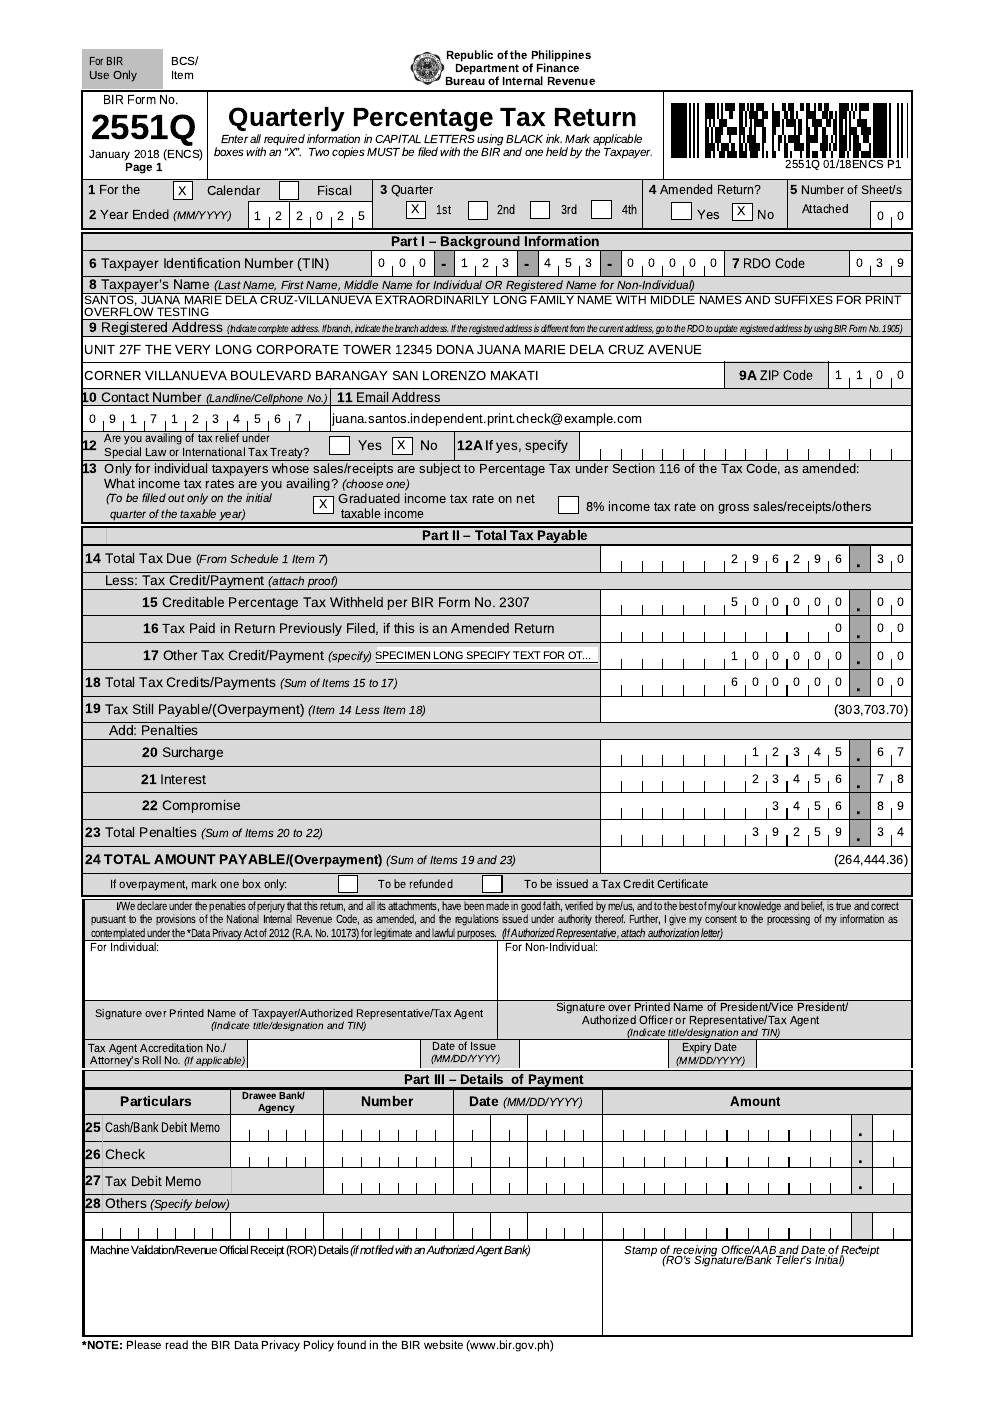 For BIR Use Only
BCS/ Item
Republic of the Philippines
Department of Finance
Bureau of Internal Revenue
BIR Form No.
2551Q
January 2018 (ENCS)
Page 1
Quarterly Percentage Tax Return
Enter all required information in CAPITAL LETTERS using BLACK ink. Mark applicable
boxes with an "X". Two copies MUST be filed with the BIR and one held by the Taxpayer.
2551Q 01/18ENCS P1
1 For the X Calendar Fiscal
2 Year Ended (MM/YYYY) 1 2 2 0 2 5
3 Quarter
X 1st 2nd 3rd 4th
4 Amended Return?
Yes X No
5 Number of Sheet/s
Attached 0 0
Part I – Background Information
6 Taxpayer Identification Number (TIN) 0 0 0 - 1 2 3 - 4 5 3 - 0 0 0 0 0 7 RDO Code 0 3 9
8 Taxpayer's Name (Last Name, First Name, Middle Name for Individual OR Registered Name for Non-Individual)
SANTOS, JUANA MARIE DELA CRUZ-VILLANUEVA EXTRAORDINARILY LONG FAMILY NAME WITH MIDDLE NAMES AND SUFFIXES FOR PRINT
OVERFLOW TESTING
9 Registered Address (Indicate complete address. If branch, indicate the branch address. If the registered address is different from the current address, go to the RDO to update registered address by using BIR Form No. 1905)
UNIT 27F THE VERY LONG CORPORATE TOWER 12345 DONA JUANA MARIE DELA CRUZ AVENUE
CORNER VILLANUEVA BOULEVARD BARANGAY SAN LORENZO MAKATI 9A ZIP Code 1 1 0 0
10 Contact Number (Landline/Cellphone No.) 11 Email Address
0 9 1 7 1 2 3 4 5 6 7 juana.santos.independent.print.check@example.com
12 Are you availing of tax relief under
Special Law or International Tax Treaty? Yes X No 12A If yes, specify
13 Only for individual taxpayers whose sales/receipts are subject to Percentage Tax under Section 116 of the Tax Code, as amended:
What income tax rates are you availing? (choose one)
(To be filled out only on the initial
quarter of the taxable year)
X Graduated income tax rate on net
taxable income
8% income tax rate on gross sales/receipts/others
Part II – Total Tax Payable
14 Total Tax Due (From Schedule 1 Item 7) 2 9 6 2 9 6 . 3 0
Less: Tax Credit/Payment (attach proof)
15 Creditable Percentage Tax Withheld per BIR Form No. 2307 5 0 0 0 0 0 . 0 0
16 Tax Paid in Return Previously Filed, if this is an Amended Return 0 . 0 0
17 Other Tax Credit/Payment (specify) SPECIMEN LONG SPECIFY TEXT FOR OT... 1 0 0 0 0 0 . 0 0
18 Total Tax Credits/Payments (Sum of Items 15 to 17) 6 0 0 0 0 0 . 0 0
19 Tax Still Payable/(Overpayment) (Item 14 Less Item 18) (303,703.70)
Add: Penalties
20 Surcharge 1 2 3 4 5 . 6 7
21 Interest 2 3 4 5 6 . 7 8
22 Compromise 3 4 5 6 . 8 9
23 Total Penalties (Sum of Items 20 to 22) 3 9 2 5 9 . 3 4
24 TOTAL AMOUNT PAYABLE/(Overpayment) (Sum of Items 19 and 23) (264,444.36)
If overpayment, mark one box only: To be refunded To be issued a Tax Credit Certificate
I/We declare under the penalties of perjury that this return, and all its attachments, have been made in good faith, verified by me/us, and to the best of my/our knowledge and belief, is true and correct
pursuant to the provisions of the National Internal Revenue Code, as amended, and the regulations issued under authority thereof. Further, I give my consent to the processing of my information as
contemplated under the *Data Privacy Act of 2012 (R.A. No. 10173) for legitimate and lawful purposes. (If Authorized Representative, attach authorization letter)
For Individual: For Non-Individual:
Signature over Printed Name of Taxpayer/Authorized Representative/Tax Agent
(Indicate title/designation and TIN)
Signature over Printed Name of President/Vice President/
Authorized Officer or Representative/Tax Agent
(Indicate title/designation and TIN)
Tax Agent Accreditation No./
Attorney's Roll No. (If applicable)
Date of Issue
(MM/DD/YYYY)
Expiry Date
(MM/DD/YYYY)
Part III – Details of Payment
Particulars Drawee Bank/ Agency Number Date (MM/DD/YYYY) Amount
25 Cash/Bank Debit Memo .
26 Check .
27 Tax Debit Memo .
28 Others (Specify below)
Machine Validation/Revenue Official Receipt (ROR) Details (if not filed with an Authorized Agent Bank)
Stamp of receiving Office/AAB and Date of Receipt
(RO's Signature/Bank Teller's Initial)
*NOTE: Please read the BIR Data Privacy Policy found in the BIR website (www.bir.gov.ph)